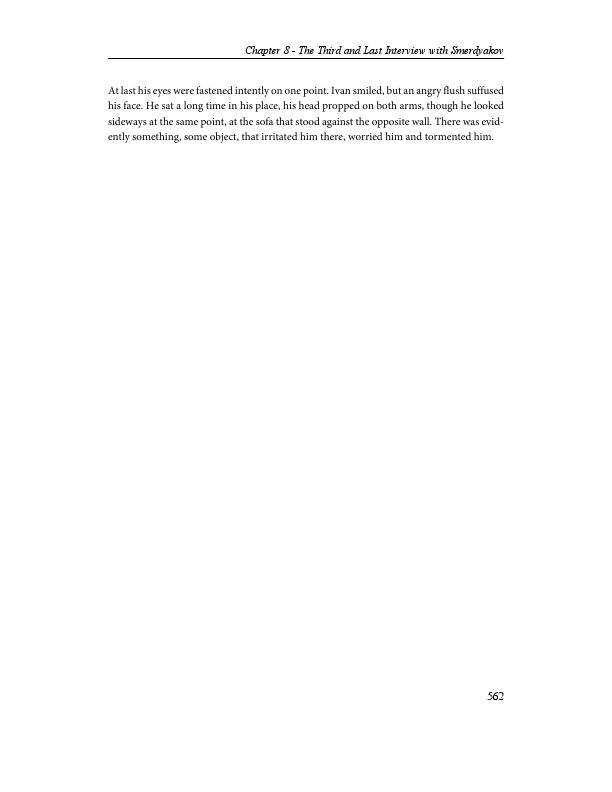 Chapter 8 - The Third and Last Interview with Smerdyakov
At last his eyes were fastened intently on one point. Ivan smiled, but an angry flush suffused
his face. He sat a long time in his place, his head propped on both arms, though he looked
sideways at the same point, at the sofa that stood against the opposite wall. There was evid-
ently something, some object, that irritated him there, worried him and tormented him.
562